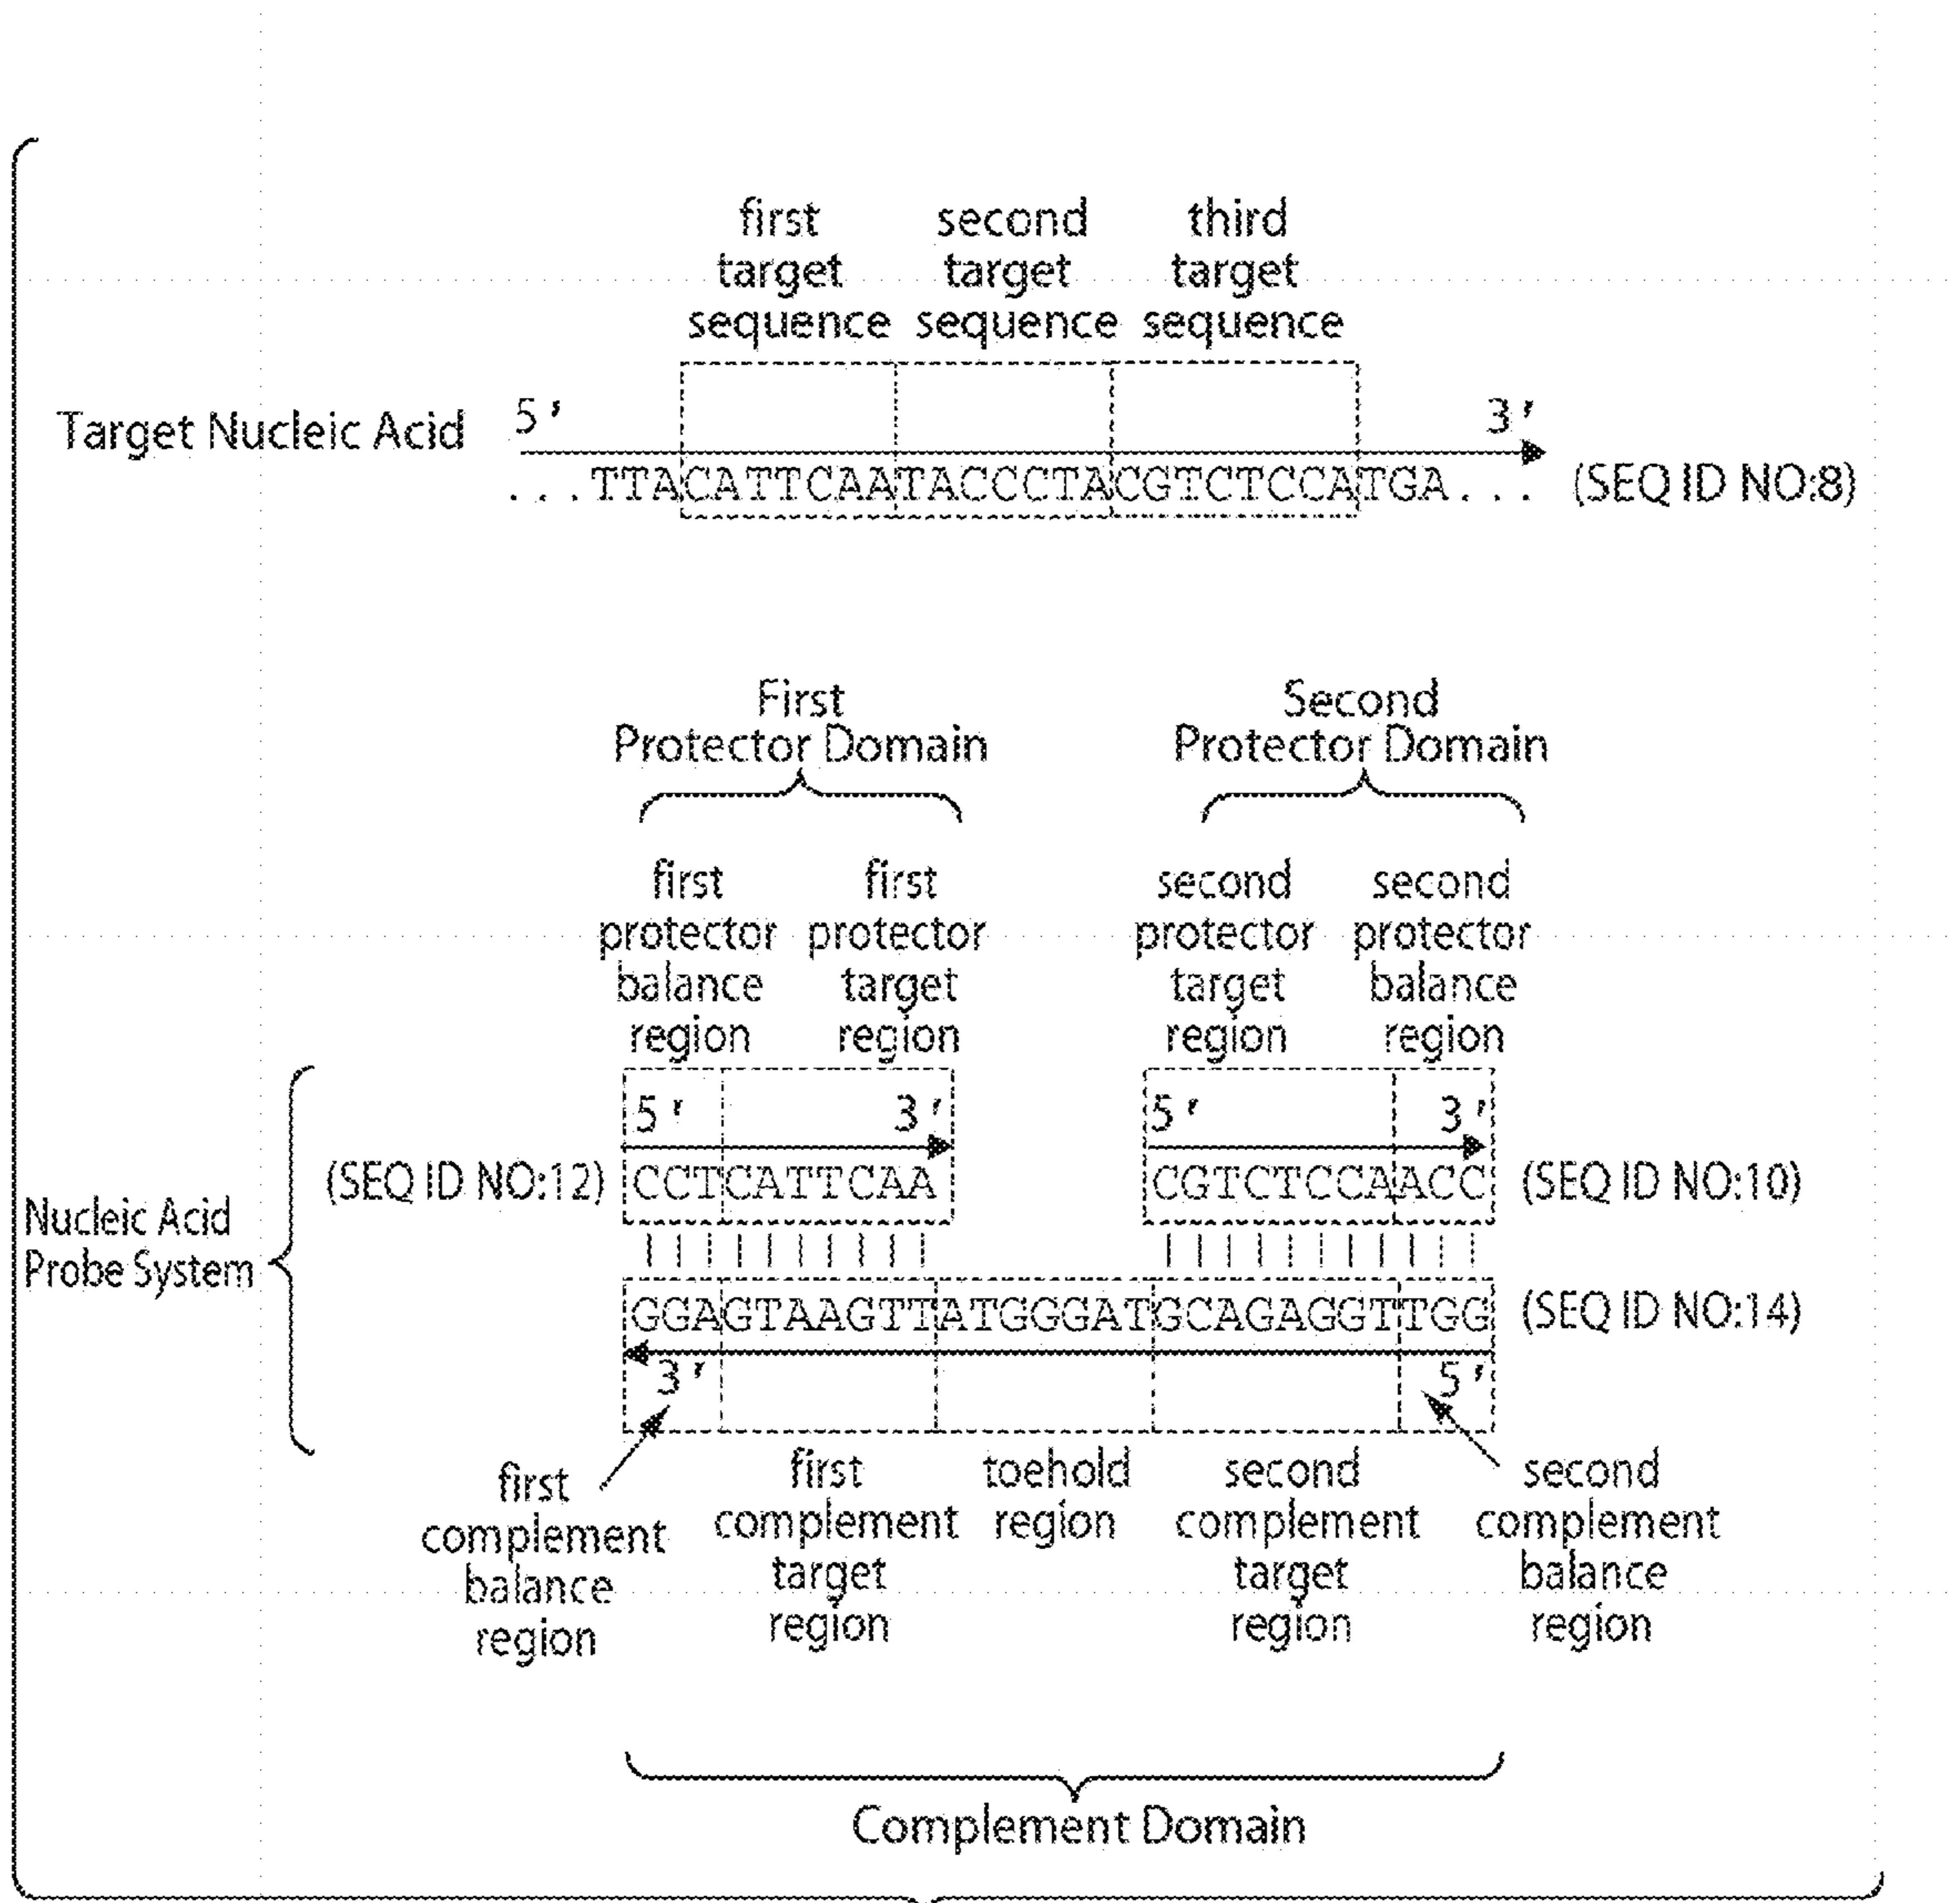 first second third
target target target
sequence sequence sequence
Target Nucleic Acid 5' 3'
...TTACATTCAATACCCTACGTCTCCATGA... (SEQ ID NO:8)
First Second
Protector Domain Protector Domain
first first second second
protector protector protector protector
balance target target balance
region region region region
5' 3' 5' 3'
(SEQ ID NO:12) CCTCATTCAA CGTCTCCAACC (SEQ ID NO:10)
Nucleic Acid
Probe System
GGAGTAAGTTATGGGATGCAGAGGTTGG (SEQ ID NO:14)
3' 5'
first first toehold second second
complement complement region complement complement
balance target target balance
region region region region
Complement Domain